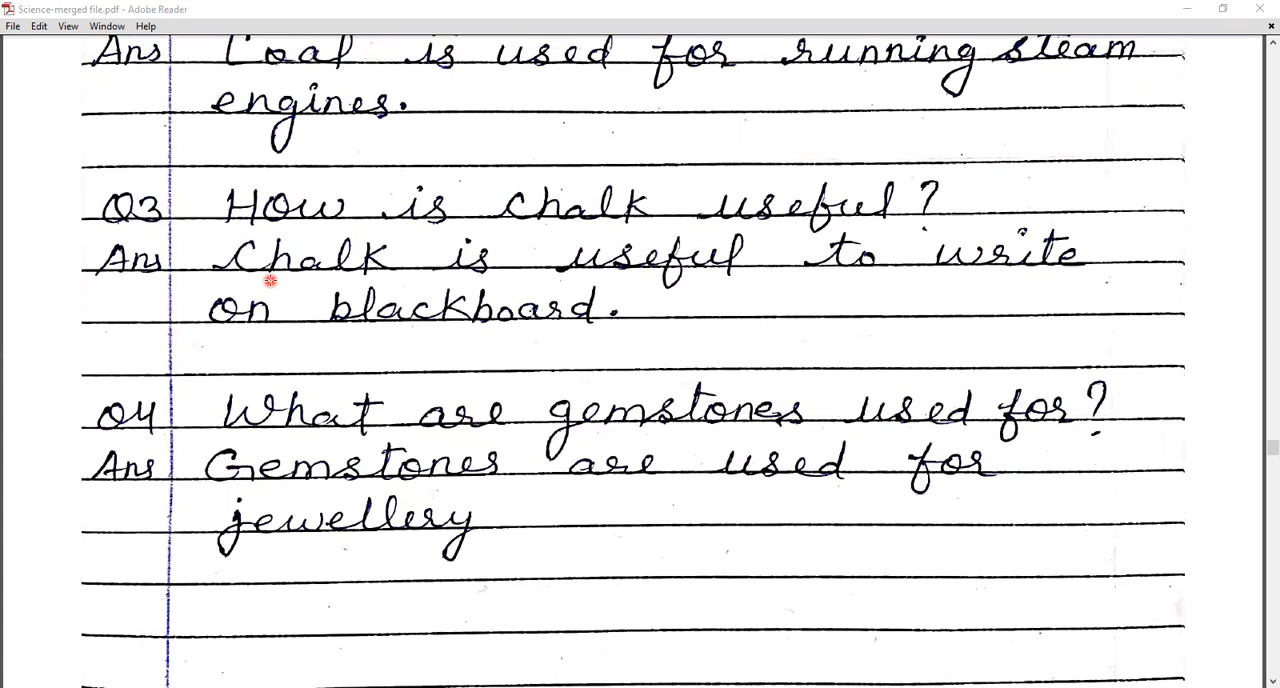 Science-merged file.pdf - Adobe Reader
File Edit View Window Help
Ans Coal is used for running steam
engines.
Q3 How is chalk useful?
Ans Chalk is useful to write
on blackboard.
Q4 What are gemstones used for?
Ans Gemstones are used for
jewellery